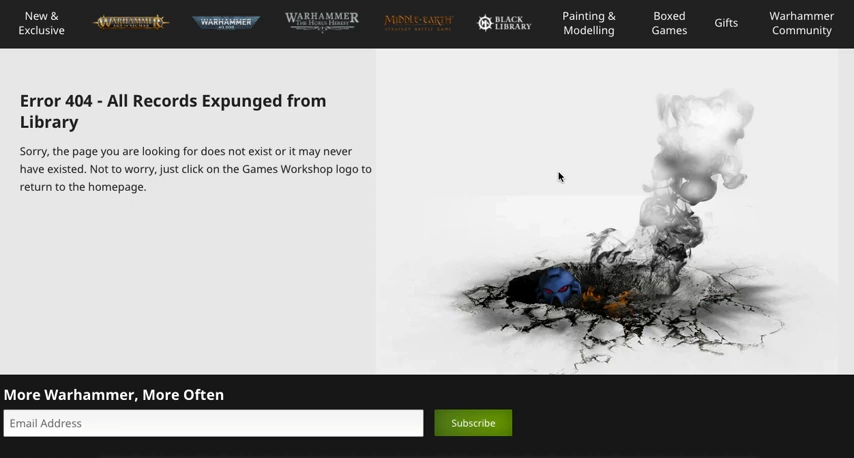 New &
Exclusive
WARHAMMER
WARHAMMER
WARHAMMER
THE HORUS HERESY
MIDDLE-EARTH
STRATEGY BATTLE GAME
BLACK
LIBRARY
Painting &
Modelling
Boxed
Games
Gifts
Warhammer
Community
Error 404 - All Records Expunged from
Library
Sorry, the page you are looking for does not exist or it may never
have existed. Not to worry, just click on the Games Workshop logo to
return to the homepage.
More Warhammer, More Often
Email Address
Subscribe